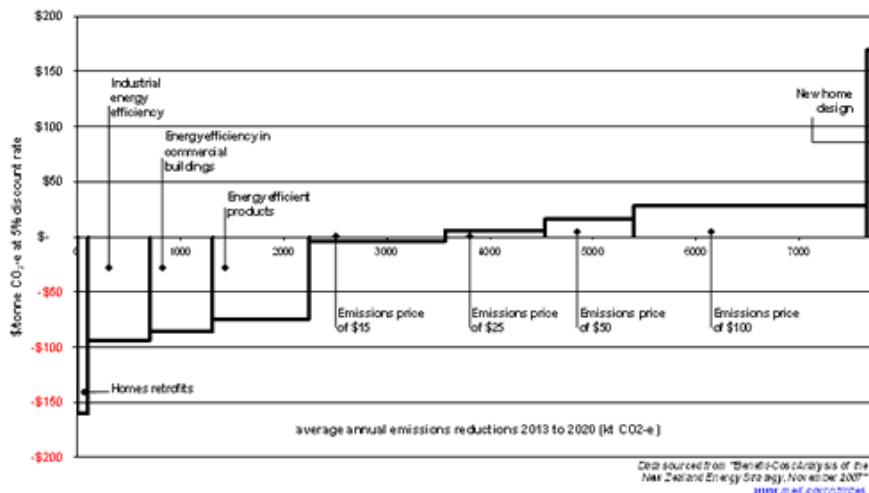 $200
$150
$100
$50
$-
-$50
-$100
-$150
-$200
$/tonne CO2-e at 5% discount rate
Industrial
energy
efficiency
Energy efficiency in
commercial
buildings
Energy efficient
products
New home
design
0 1000 2000 3000 4000 5000 6000 7000
Emissions price
of $15
Emissions price
of $25
Emissions price
of $50
Emissions price
of $100
Homes retrofits
average annual emissions reductions 2013 to 2020 (kt CO2-e)
Data sourced from "Benefit-Cost Analysis of the
New Zealand Energy Strategy, November 2007"